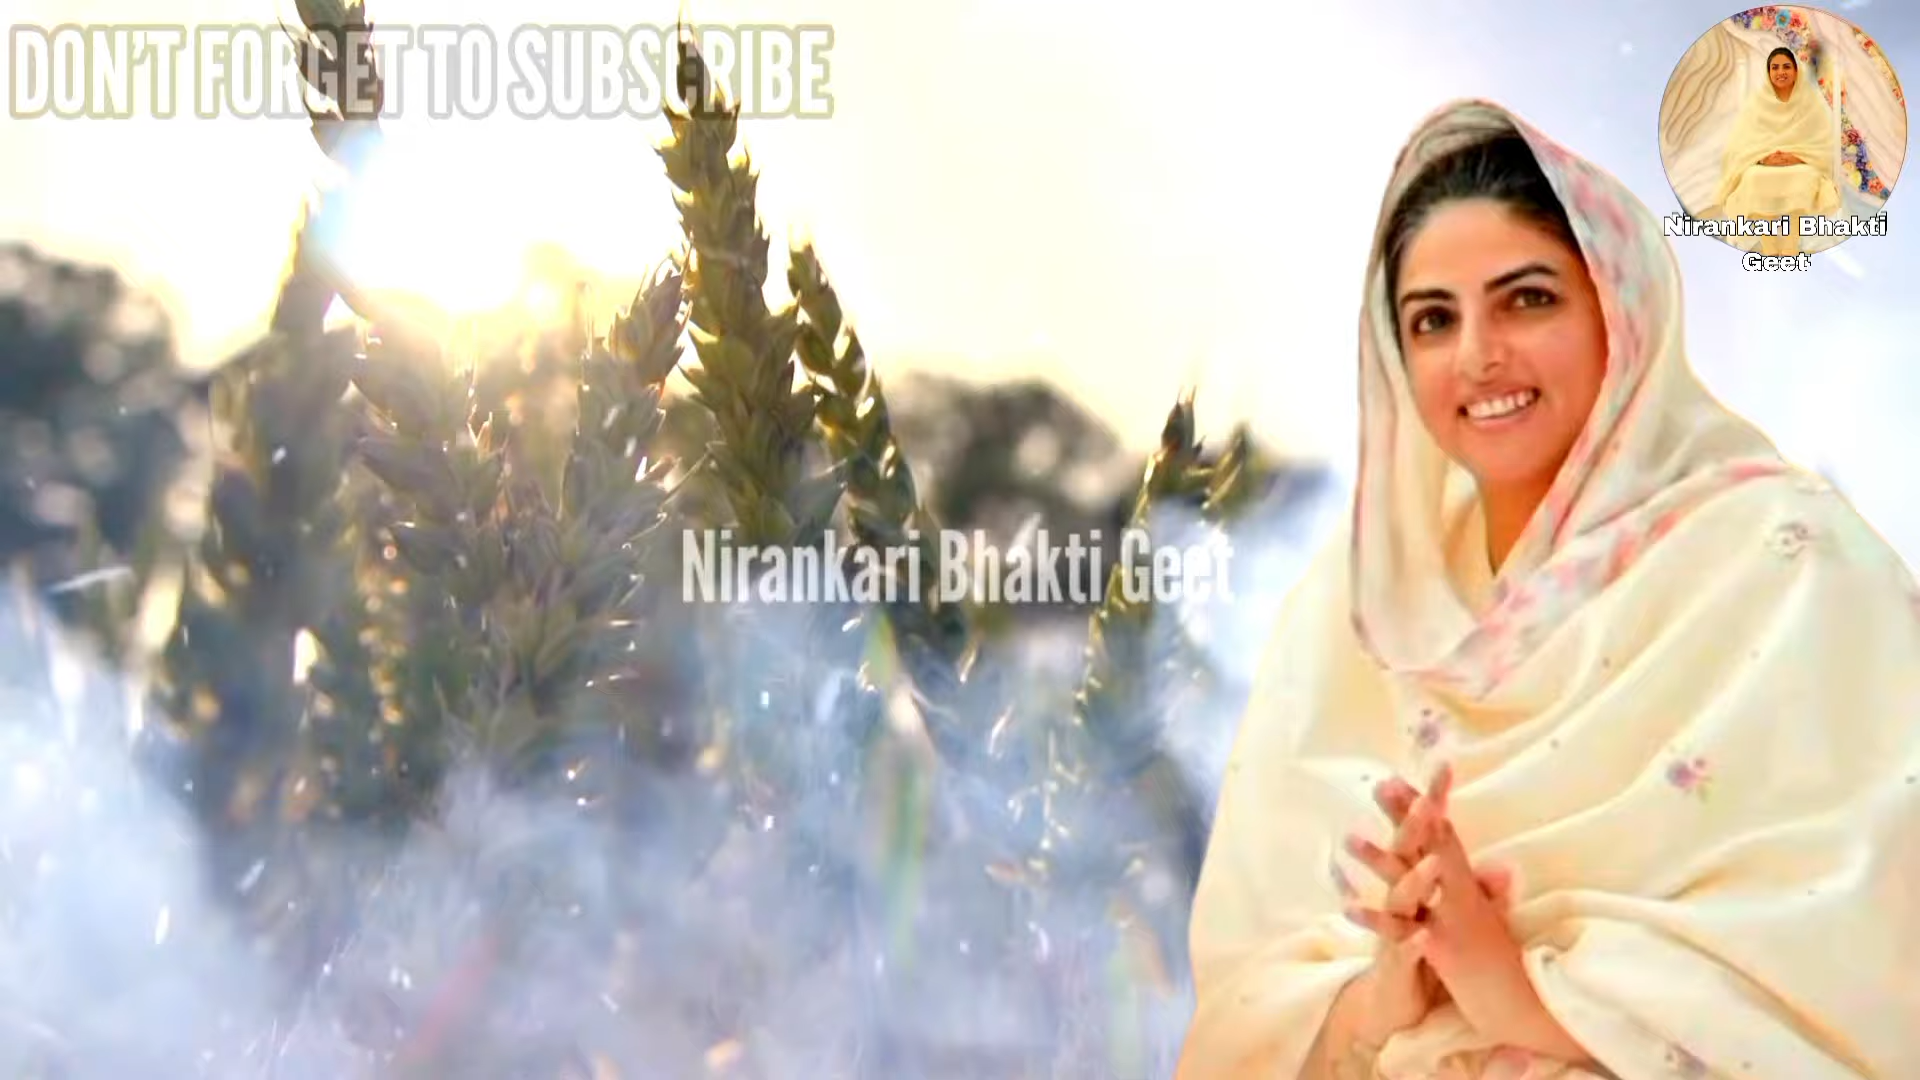 DON'T FORGET TO SUBSCRIBE
Nirankari Bhakti
Geet
Nirankari Bhakti Geet